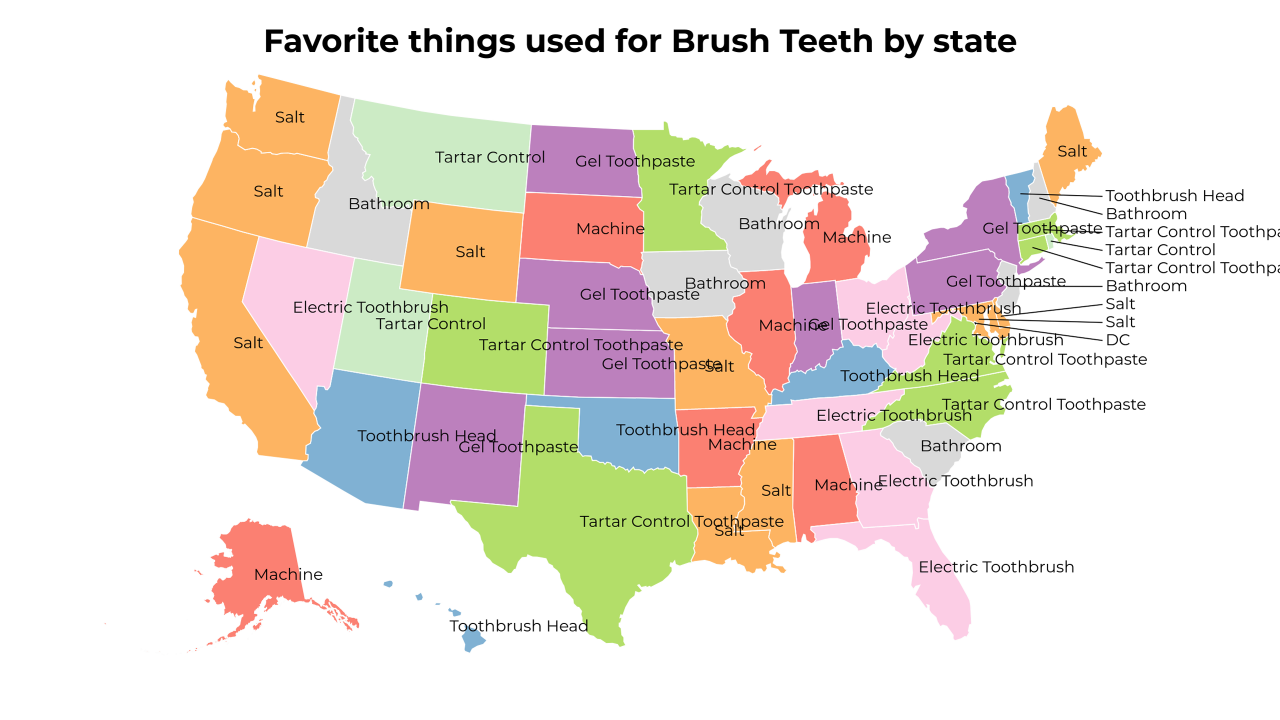 Favorite things used for Brush Teeth by state
Salt
Salt
Salt
Bathroom
Tartar Control
Salt
Electric Toothbrush
Tartar Control
Tartar Control Toothpaste
Toothbrush Head
Gel Toothpaste
Gel Toothpaste
Machine
Gel Toothpaste
Gel Toothpaste
Toothbrush Head
Tartar Control Toothpaste
Tartar Control Toothpaste
Bathroom
Salt
Machine
Salt
Bathroom
Machine
Machine
Gel Toothpaste
Electric Toothbrush
Toothbrush Head
Electric Toothbrush
Salt
Machine
Electric Toothbrush
Electric Toothbrush
Bathroom
Tartar Control Toothpaste
Tartar Control Toothpaste
Electric Toothbrush
Gel Toothpaste
Gel Toothpaste
Salt
Toothbrush Head
Bathroom
Tartar Control Toothpa
Tartar Control
Tartar Control Toothpa
Bathroom
Salt
Salt
DC
Machine
Toothbrush Head